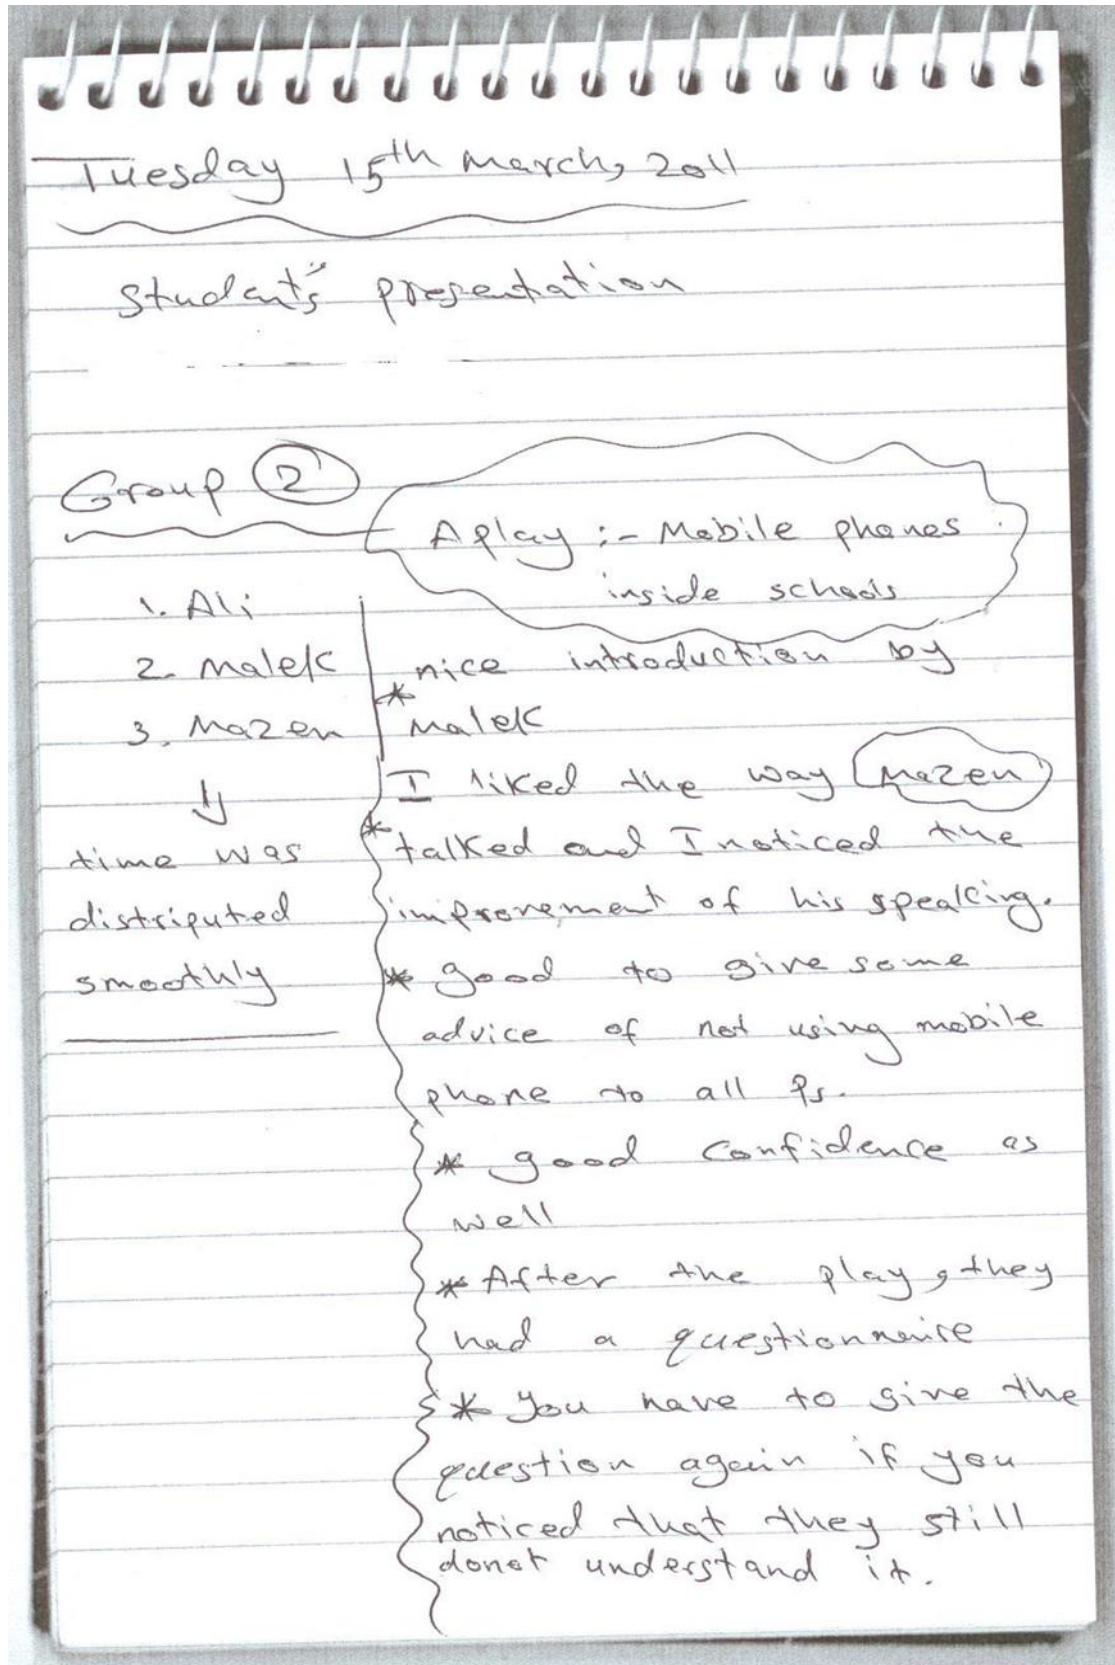 Tuesday 15th March, 2011
Student's presentation
Group 2
A play :- Mobile phones
inside schools
1. Ali
2. Malek
3. Mazen
time was
distriputed
smoothly
nice introduction by
* Malek
I liked the way Mazen
* talked and I noticed the
improvement of his speaking.
* good to give some
advice of not using mobile
phone to all Ps.
* good confidence as
well
* After the play, they
had a questionnaire
* you have to give the
question again if you
noticed that they still
donot understand it.